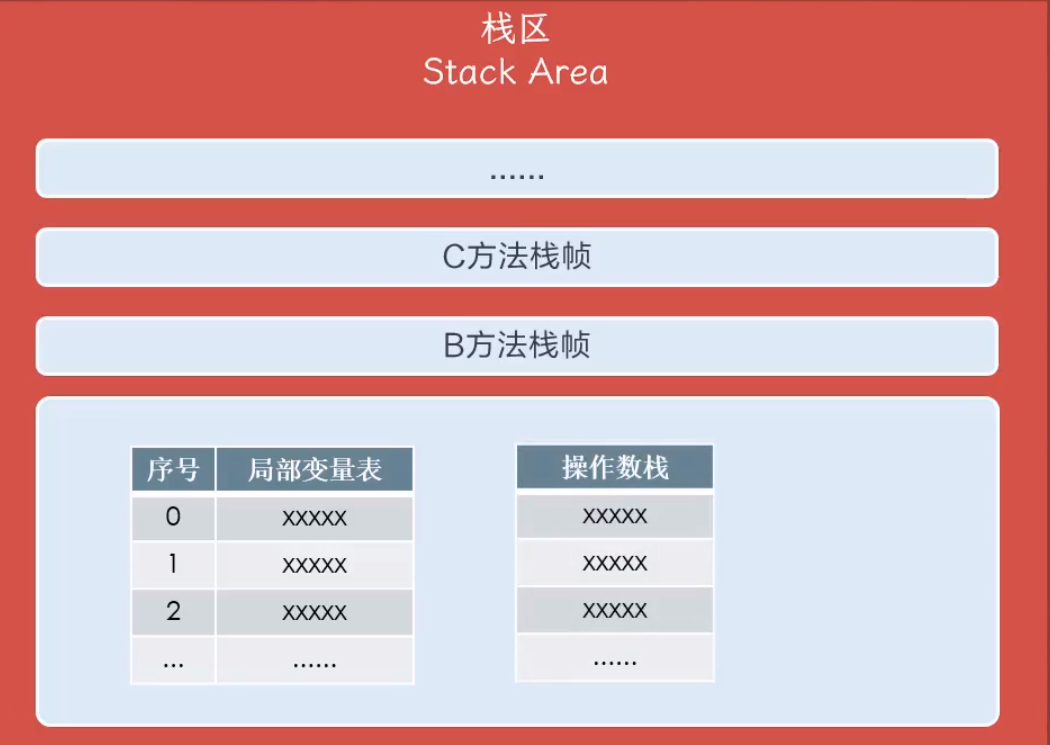 栈区
Stack Area
......
C方法栈帧
B方法栈帧
序号 局部变量表
0 xxxxx
1 xxxxx
2 xxxxx
... ......
操作数栈
xxxxx
xxxxx
xxxxx
......